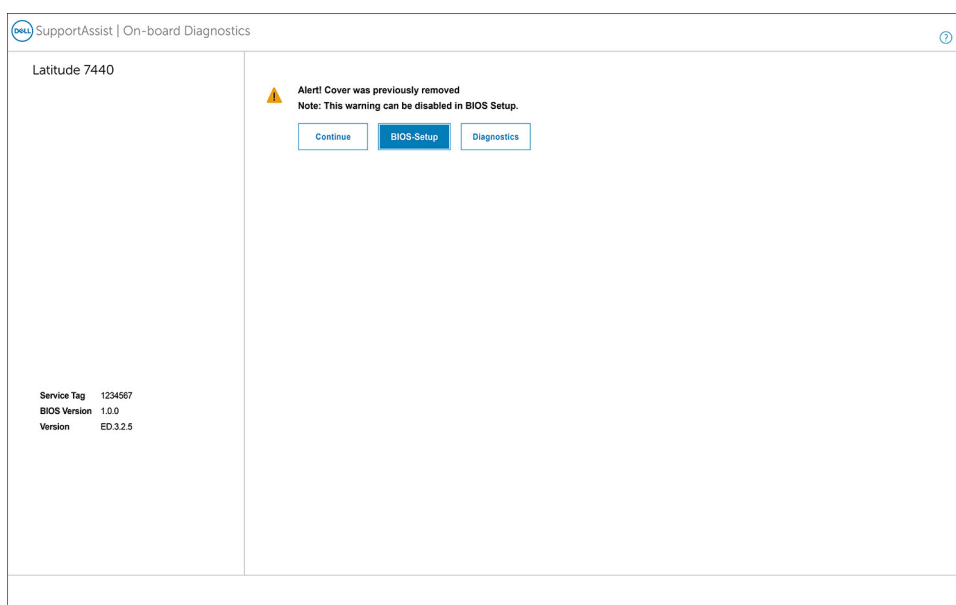 DELL SupportAssist | On-board Diagnostics
?
Latitude 7440
Alert! Cover was previously removed
Note: This warning can be disabled in BIOS Setup.
Continue BIOS-Setup Diagnostics
Service Tag 1234567
BIOS Version 1.0.0
Version ED.3.2.5